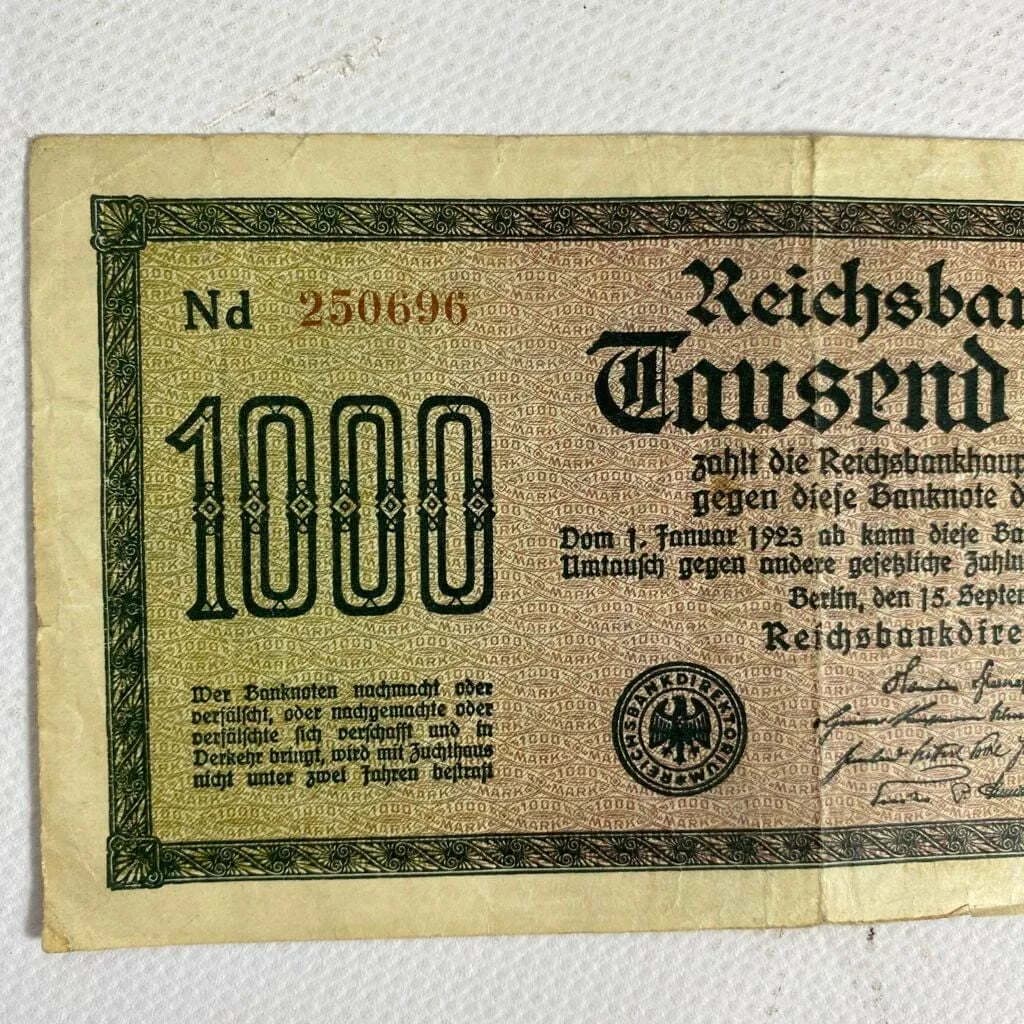 Nd 250696
Reichsban
Tausend
1000
zahlt die Reichsbankhaup
gegen dieſe Banknote d
Vom 1. Januar 1923 ab kann dieſe Ba
Umtauſch gegen andere geſetzliche Zahlu
Berlin, den 15. Septem
Reichsbankdire
Wer Banknoten nachmacht oder
verfälſcht, oder nachgemachte oder
verfälſchte ſich verſchafft und in
Verkehr bringt, wird mit Zuchthaus
nicht unter zwei Jahren beſtraft
REICHSBANKDIREKTORIUM